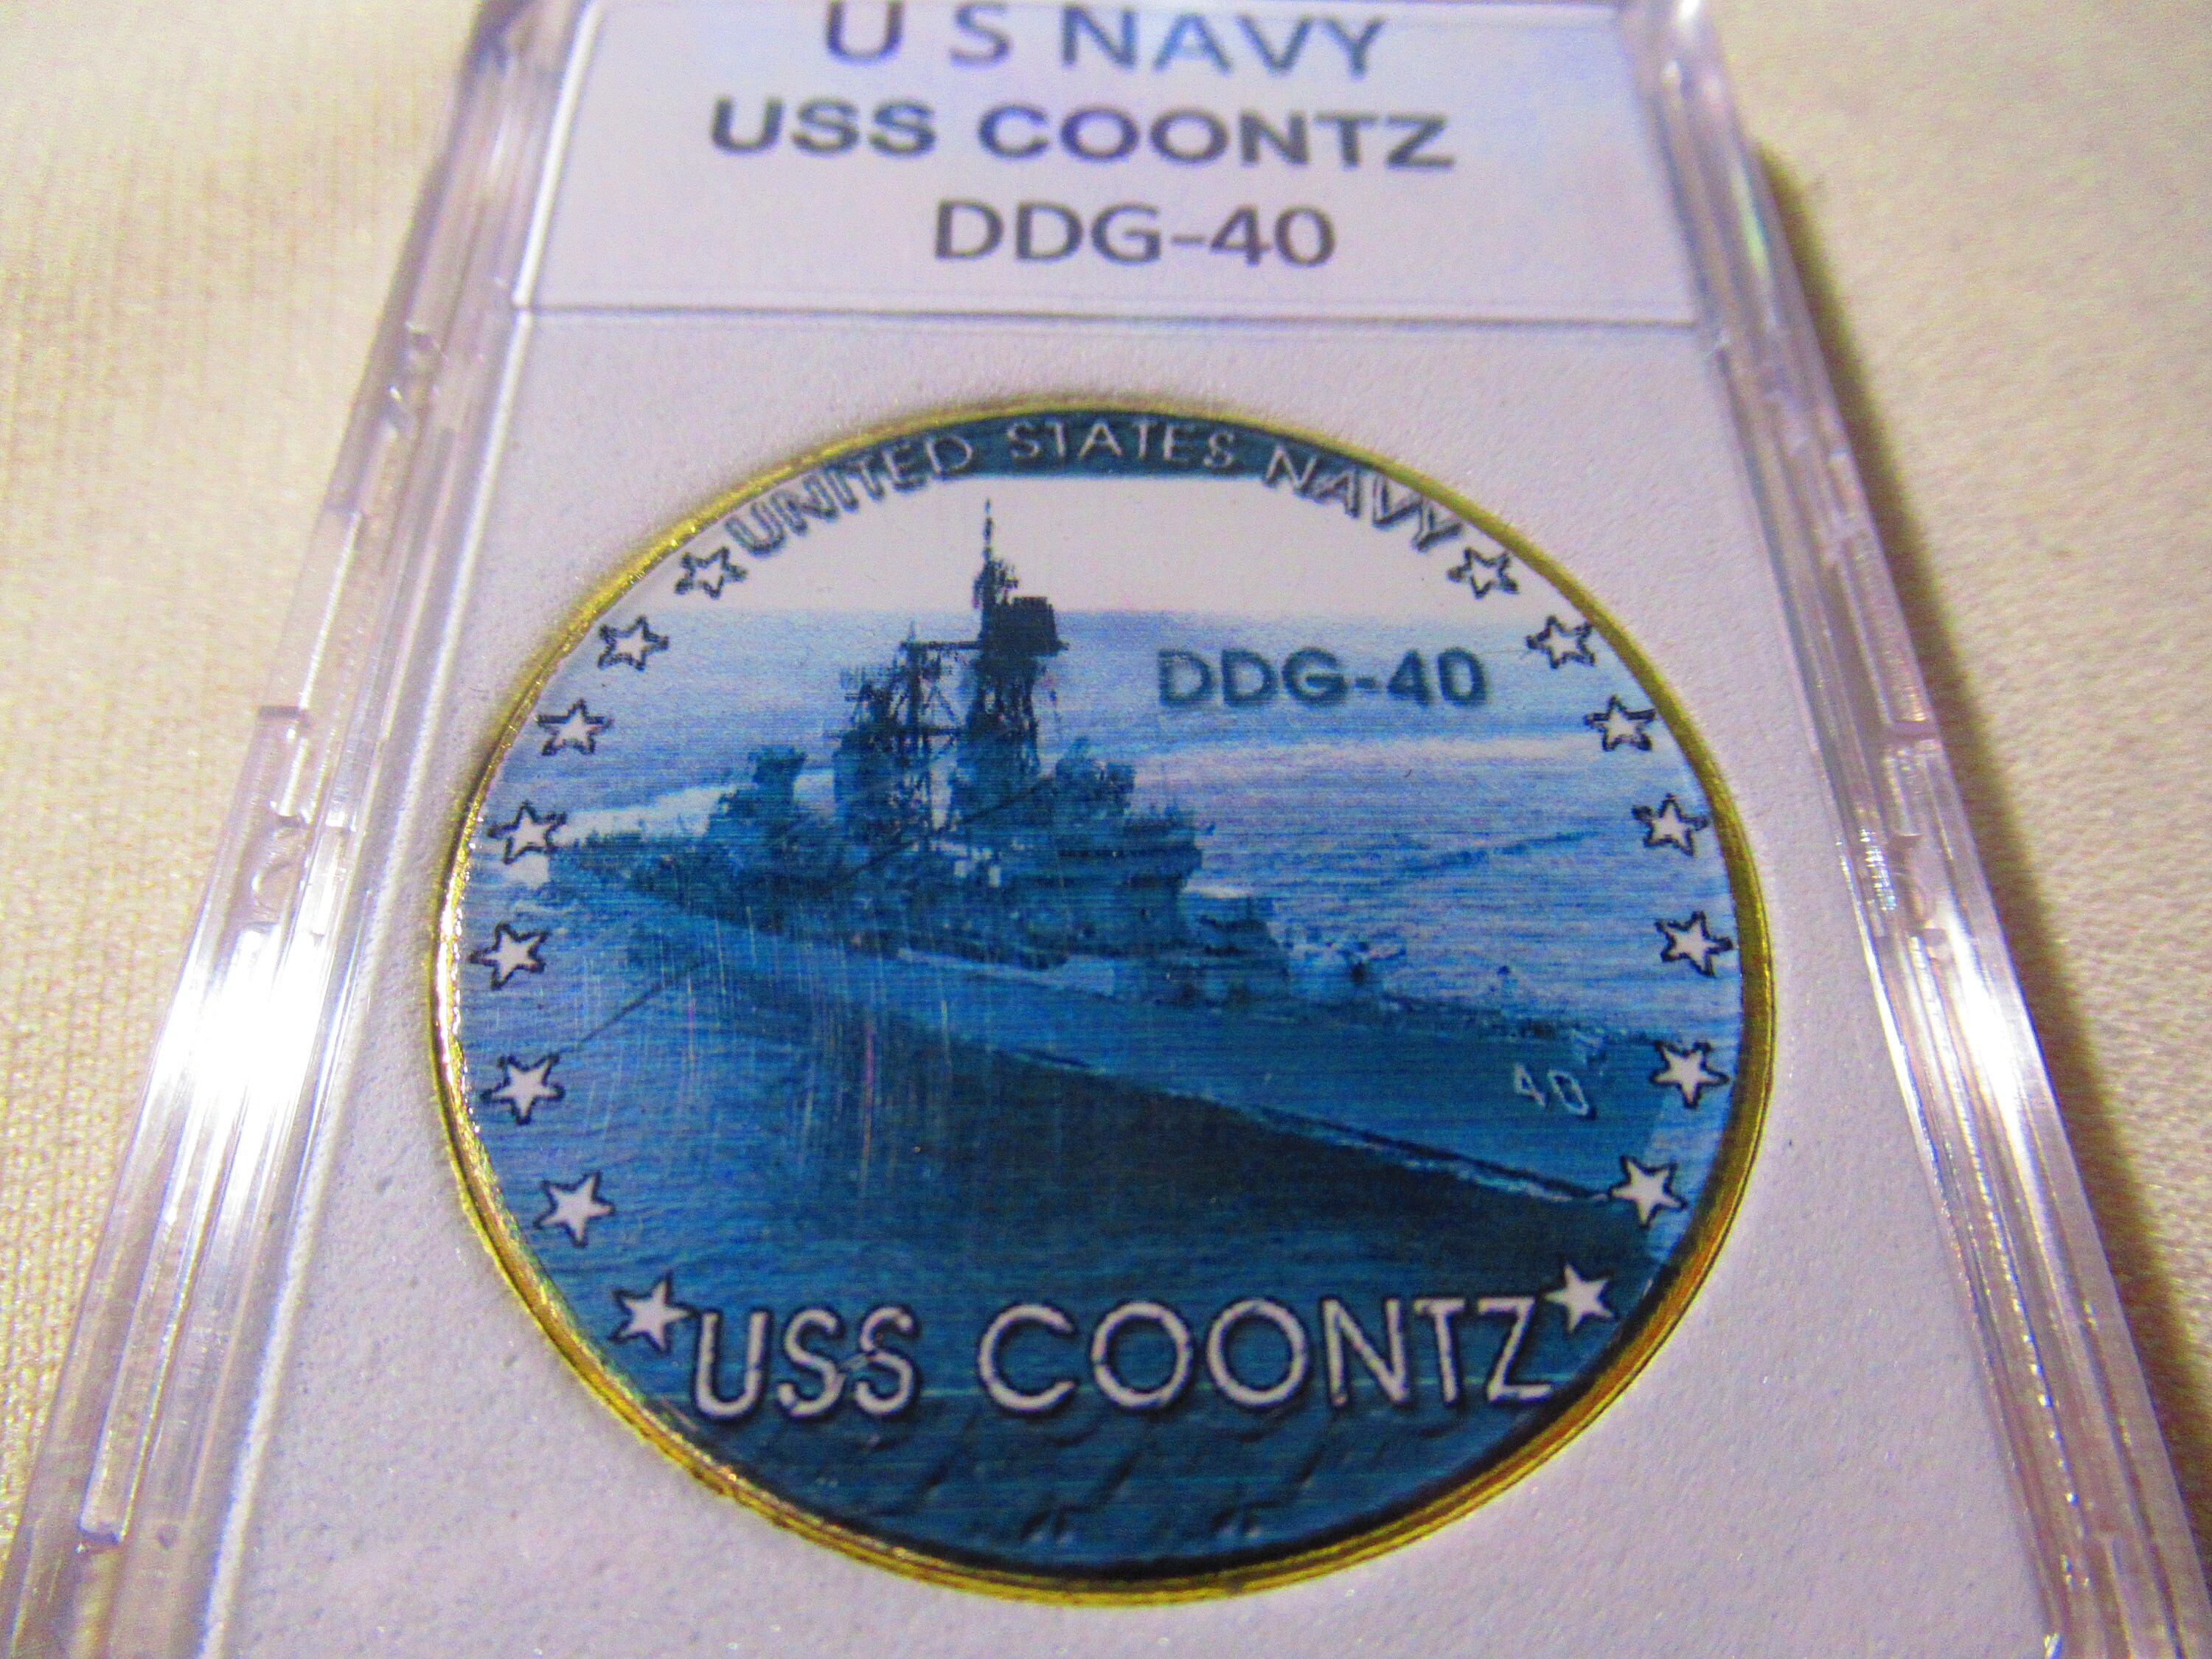 U S NAVY
USS COONTZ
DDG-40
UNITED STATES NAVY
DDG-40
40
USS COONTZ